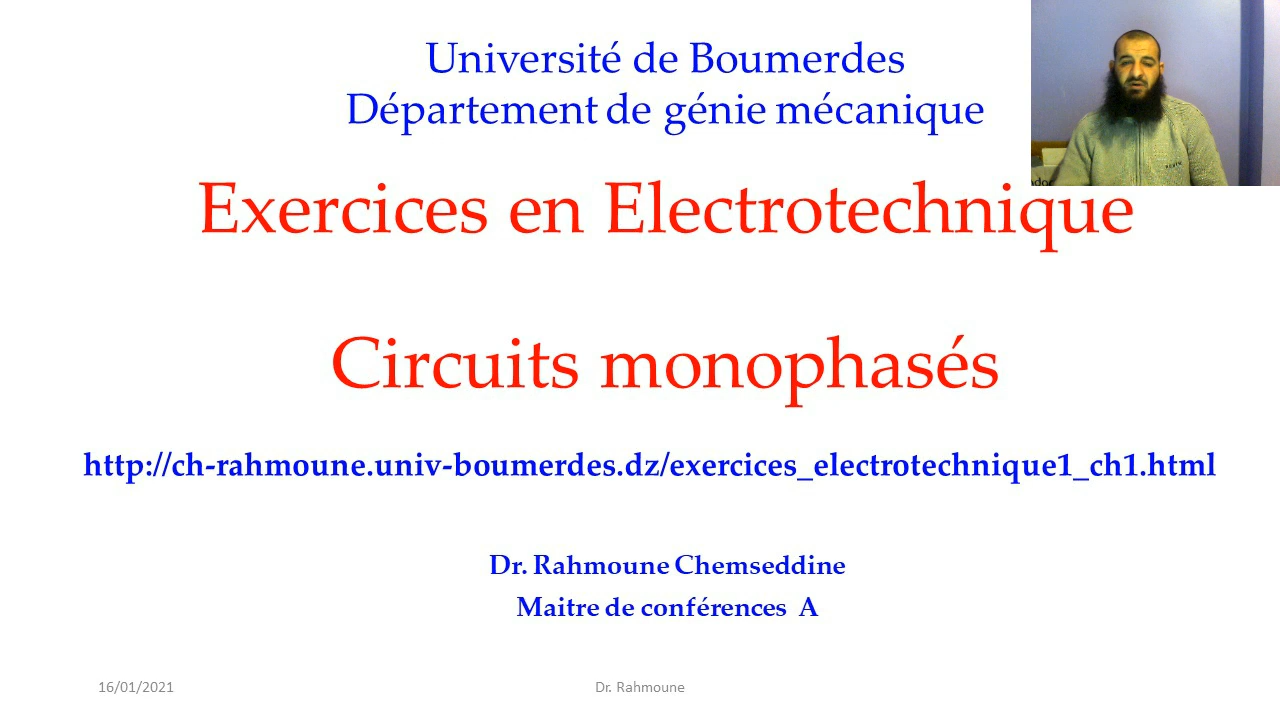 Université de Boumerdes
Département de génie mécanique
Exercices en Electrotechnique
Circuits monophasés
http://ch-rahmoune.univ-boumerdes.dz/exercices_electrotechnique1_ch1.html
Dr. Rahmoune Chemseddine
Maitre de conférences A
16/01/2021
Dr. Rahmoune